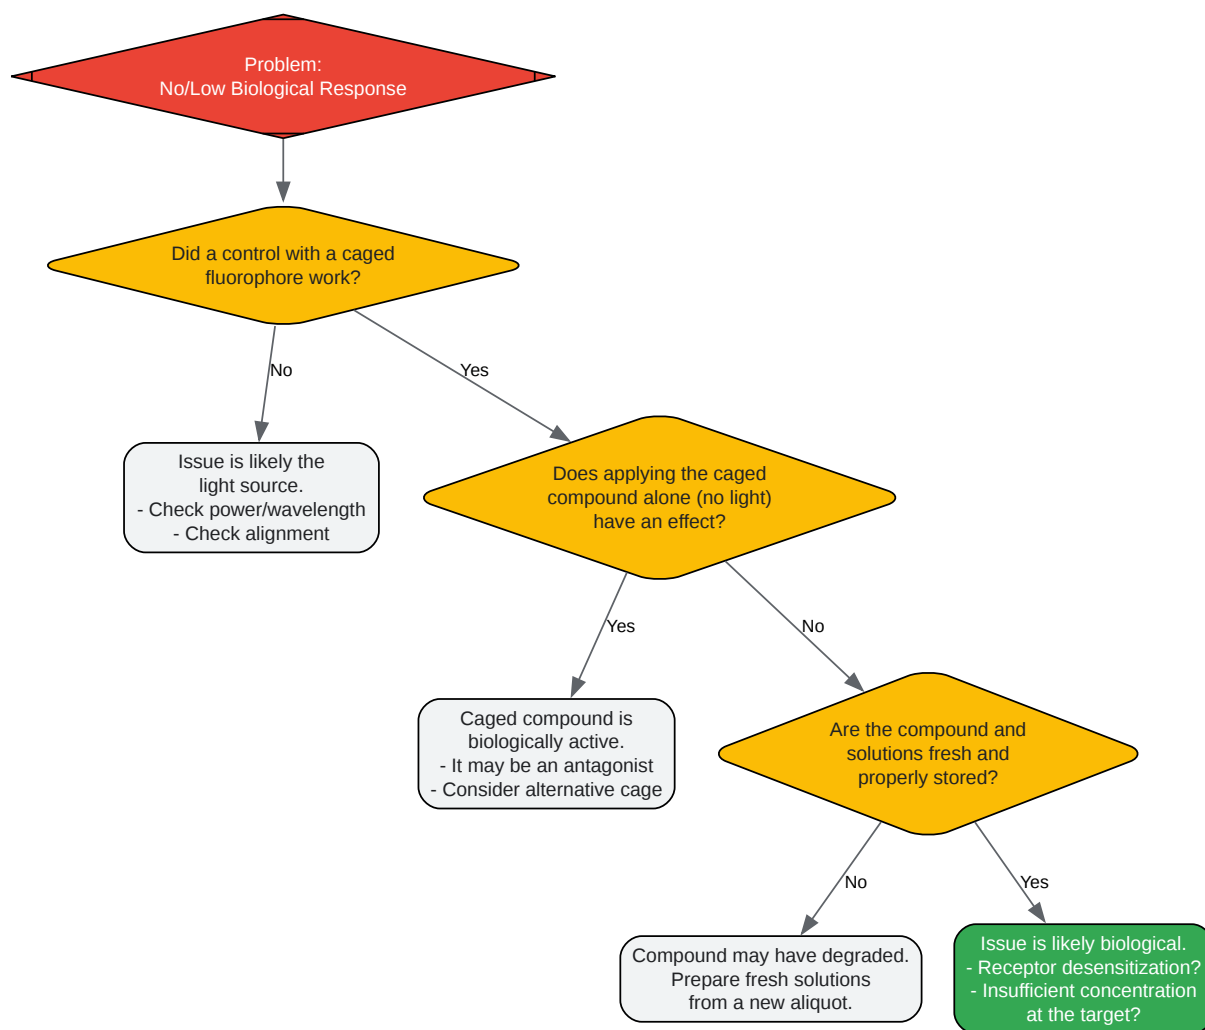 Problem:
No/Low Biological Response
Did a control with a caged
fluorophore work?
No
Yes
Issue is likely the
light source.
- Check power/wavelength
- Check alignment
Does applying the caged
compound alone (no light)
have an effect?
Yes
No
Caged compound is
biologically active.
- It may be an antagonist
- Consider alternative cage
Are the compound and
solutions fresh and
properly stored?
No
Yes
Compound may have degraded.
Prepare fresh solutions
from a new aliquot.
Issue is likely biological.
- Receptor desensitization?
- Insufficient concentration
at the target?